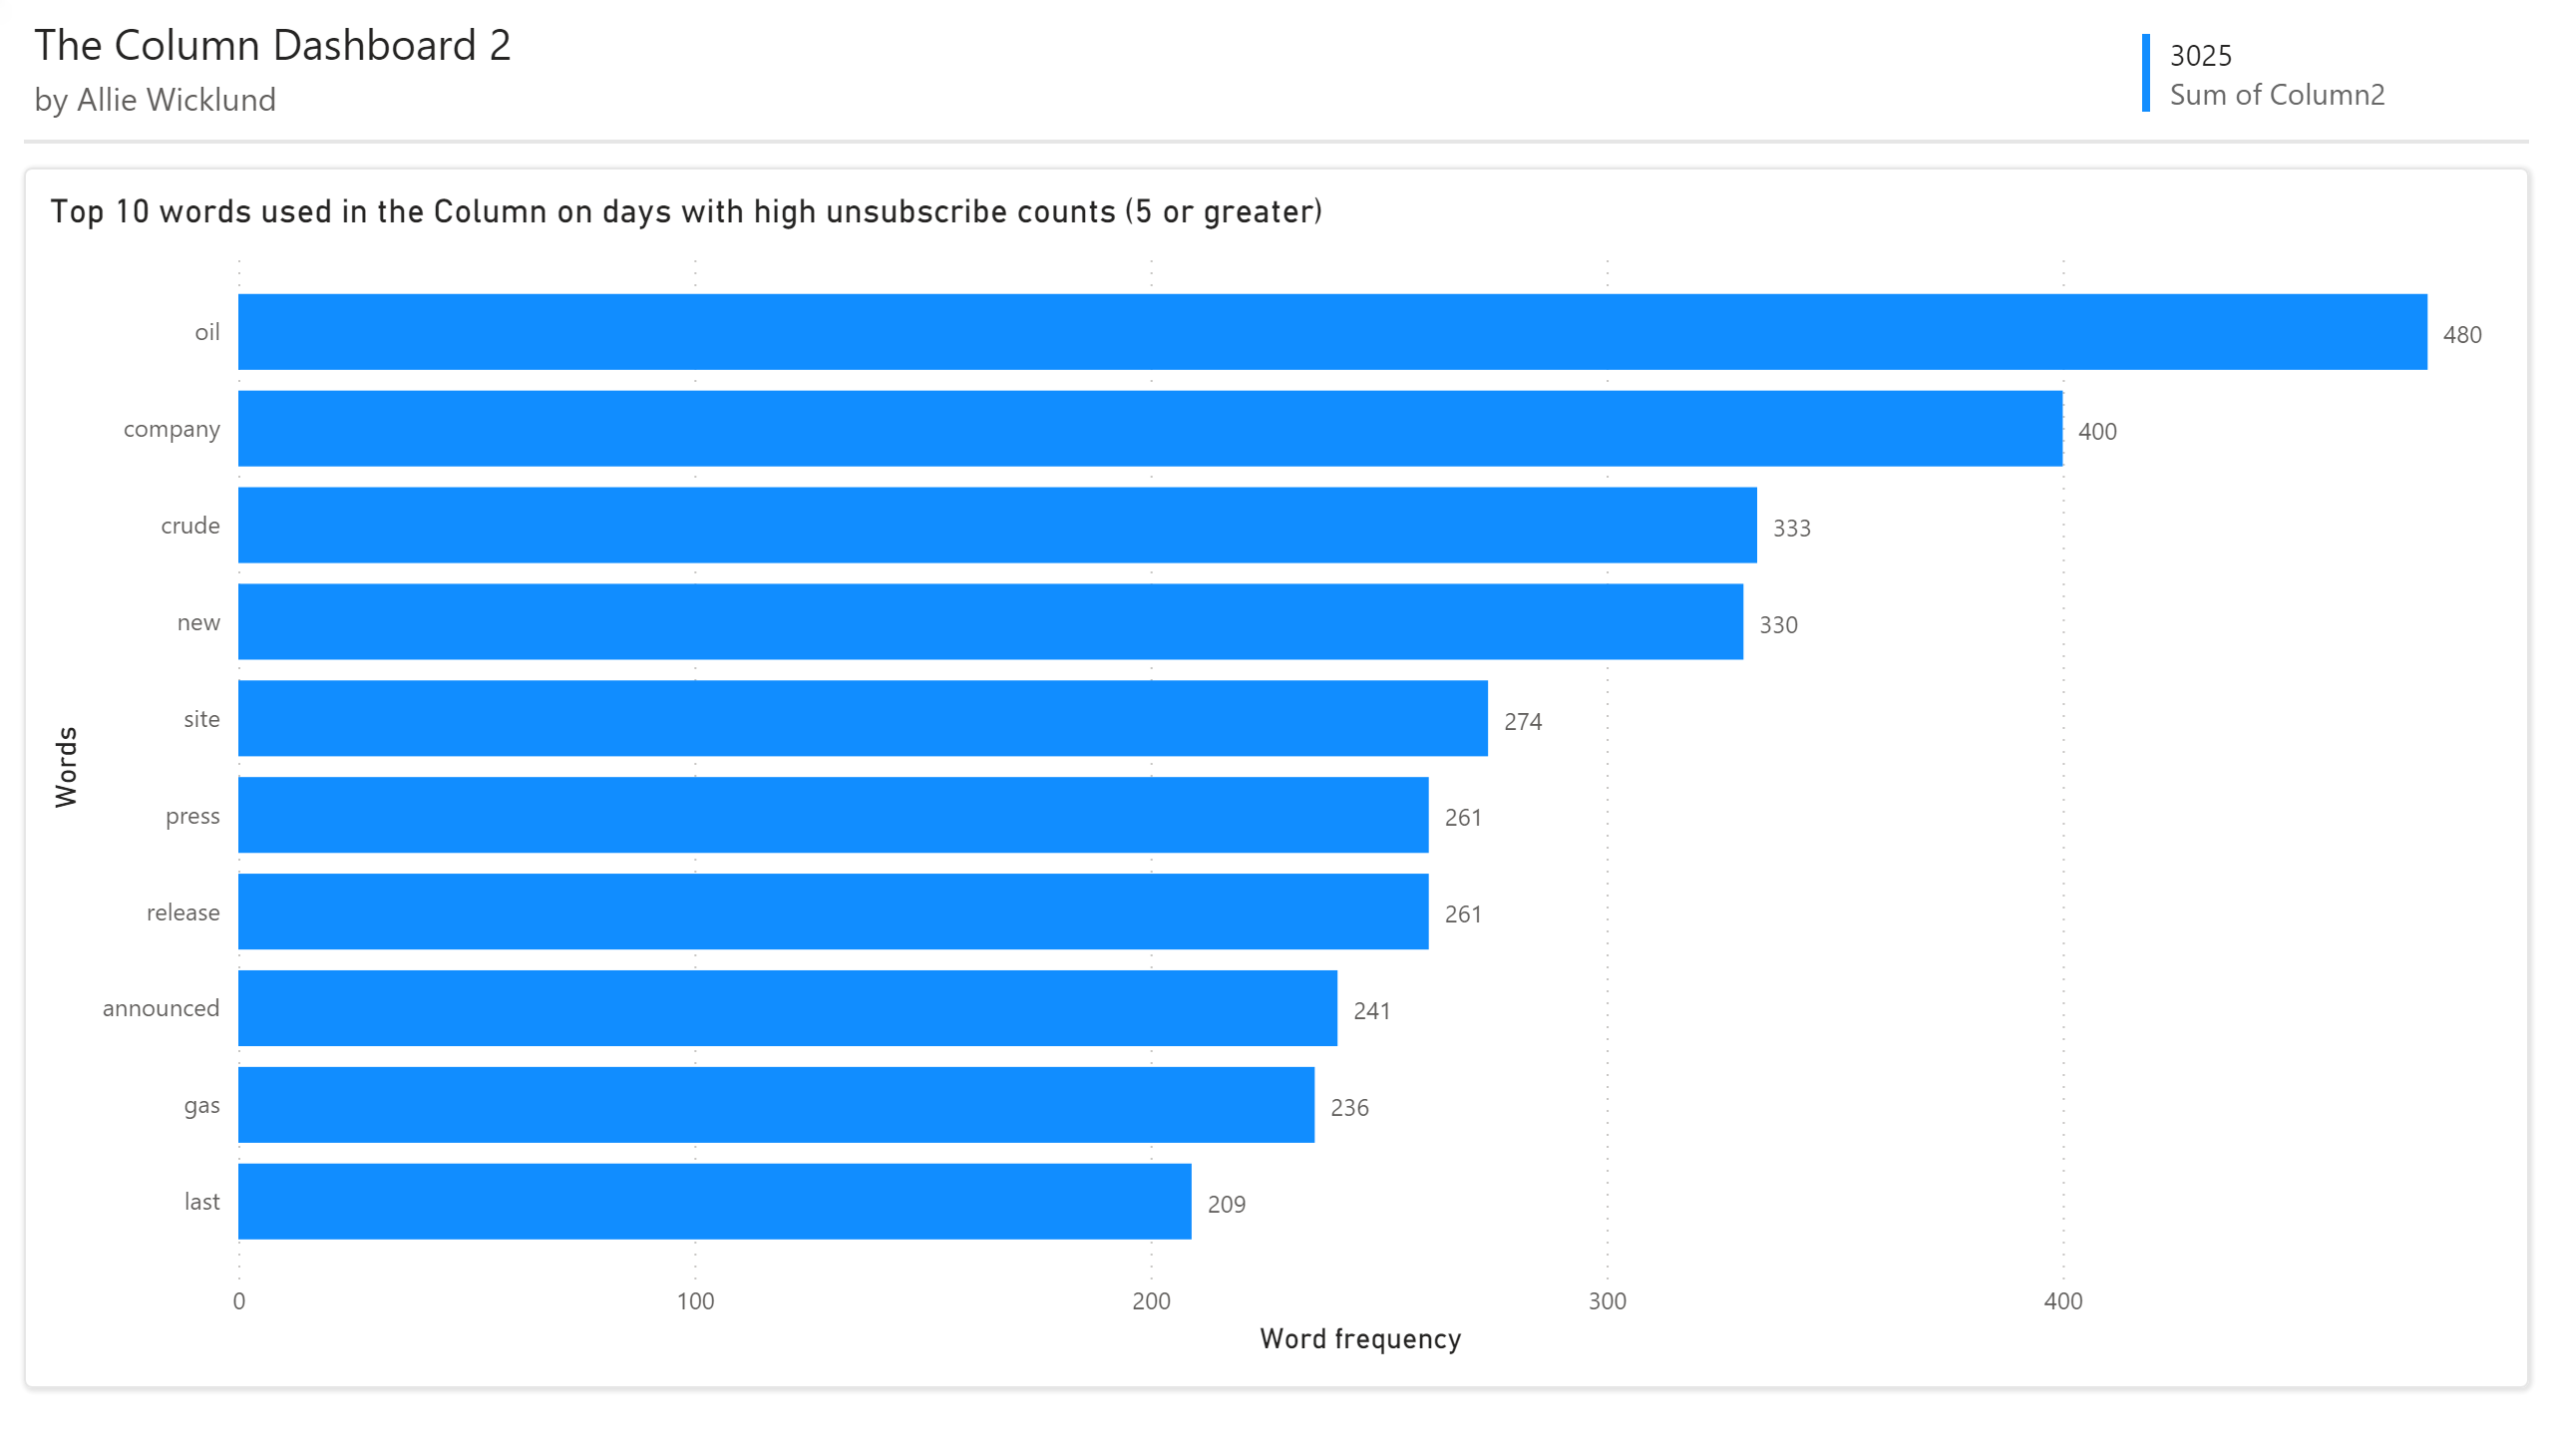 The Column Dashboard 2
by Allie Wicklund
3025
Sum of Column2
Top 10 words used in the Column on days with high unsubscribe counts (5 or greater)
Words
oil 480
company 400
crude 333
new 330
site 274
press 261
release 261
announced 241
gas 236
last 209
0 100 200 300 400
Word frequency